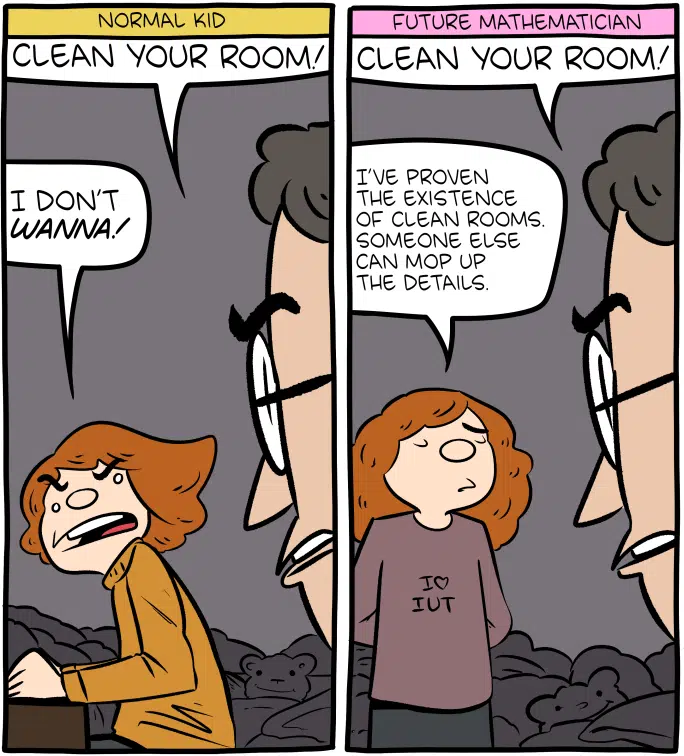 NORMAL KID
CLEAN YOUR ROOM!
I DON'T
WANNA!
FUTURE MATHEMATICIAN
CLEAN YOUR ROOM!
I'VE PROVEN
THE EXISTENCE
OF CLEAN ROOMS.
SOMEONE ELSE
CAN MOP UP
THE DETAILS.
I♡
IUT